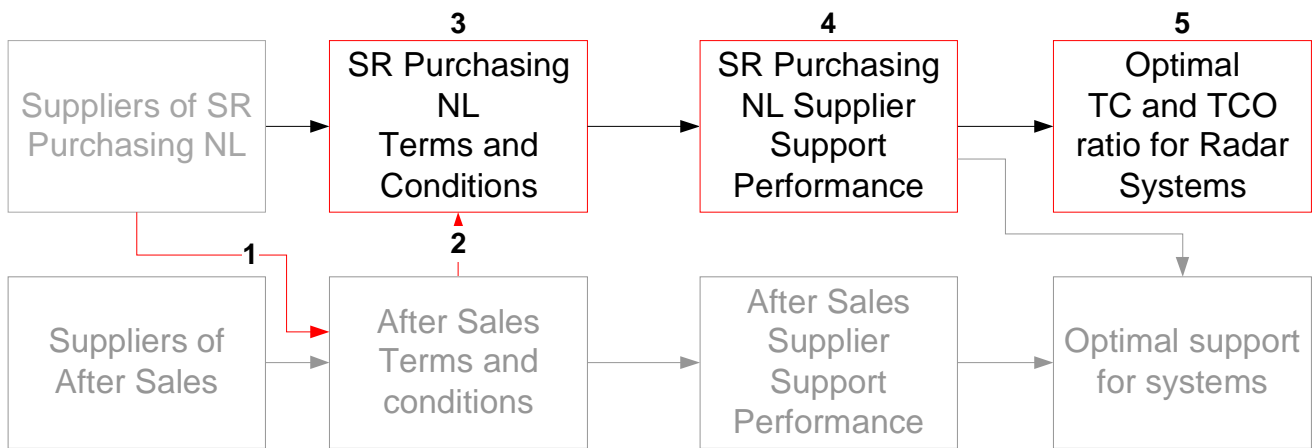 3
4
5
Suppliers of SR
Purchasing NL
SR Purchasing
NL
Terms and
Conditions
SR Purchasing
NL Supplier
Support
Performance
Optimal
TC and TCO
ratio for Radar
Systems
1
2
Suppliers of
After Sales
After Sales
Terms and
conditions
After Sales
Supplier
Support
Performance
Optimal support
for systems